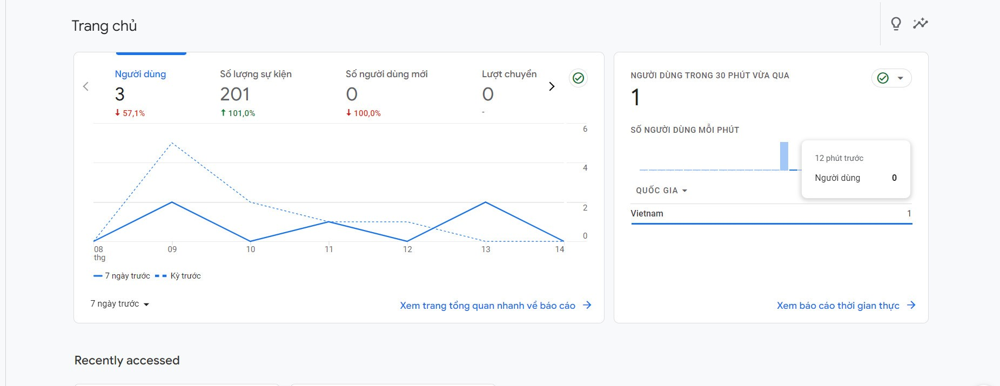 Trang chủ
Người dùng
3
57,1%
Số lượng sự kiện
201
101,0%
Số người dùng mới
0
100,0%
Lượt chuyển
0
-
6
4
2
0
08
thg
09
10
11
12
13
14
7 ngày trước
Kỳ trước
7 ngày trước
Xem trang tổng quan nhanh về báo cáo
NGƯỜI DÙNG TRONG 30 PHÚT VỪA QUA
1
SỐ NGƯỜI DÙNG MỖI PHÚT
12 phút trước
Người dùng 0
QUỐC GIA
Vietnam 1
Xem báo cáo thời gian thực
Recently accessed